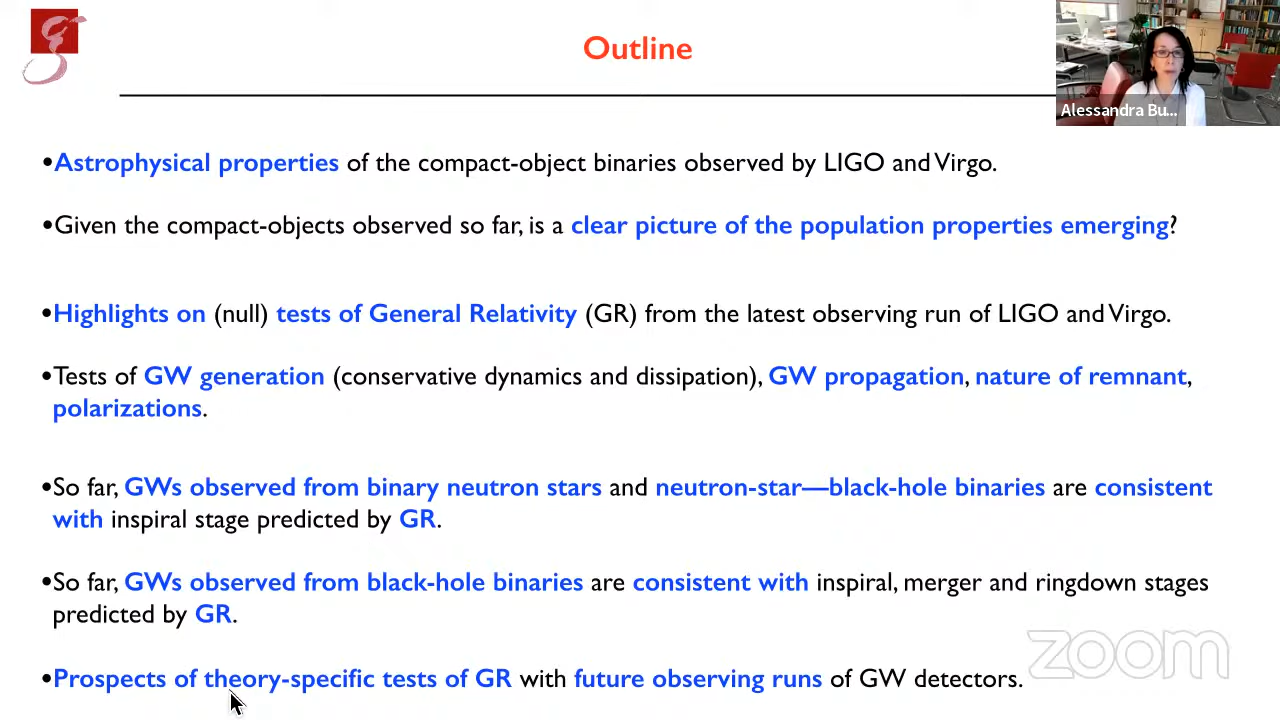 Outline
Alessandra Bu...
•Astrophysical properties of the compact-object binaries observed by LIGO and Virgo.
•Given the compact-objects observed so far, is a clear picture of the population properties emerging?
•Highlights on (null) tests of General Relativity (GR) from the latest observing run of LIGO and Virgo.
•Tests of GW generation (conservative dynamics and dissipation), GW propagation, nature of remnant,
polarizations.
•So far, GWs observed from binary neutron stars and neutron-star—black-hole binaries are consistent
with inspiral stage predicted by GR.
•So far, GWs observed from black-hole binaries are consistent with inspiral, merger and ringdown stages
predicted by GR.
zoom
•Prospects of theory-specific tests of GR with future observing runs of GW detectors.